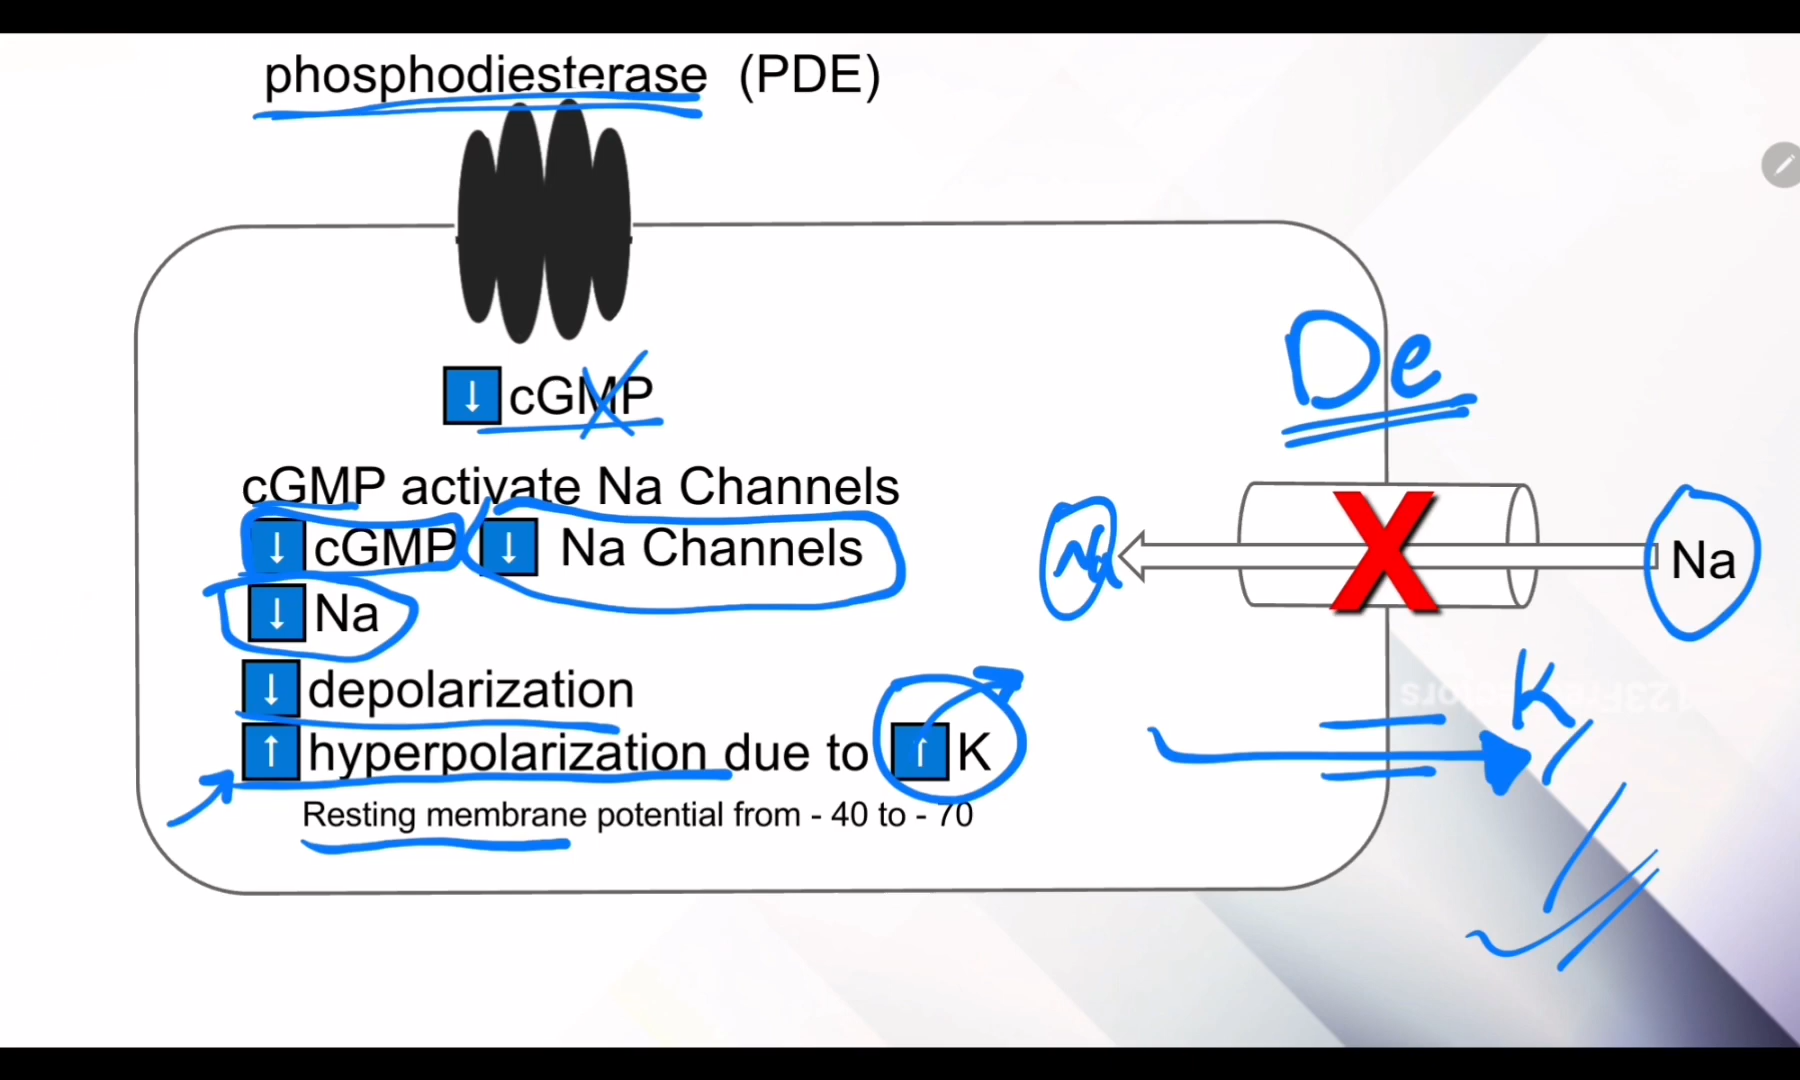 phosphodiesterase (PDE)
↓ cGMP
De
cGMP activate Na Channels
↓ cGMP ↓ Na Channels
Na
Na
↓ Na
↓ depolarization
K
↑ hyperpolarization due to ↑ K
Resting membrane potential from - 40 to - 70